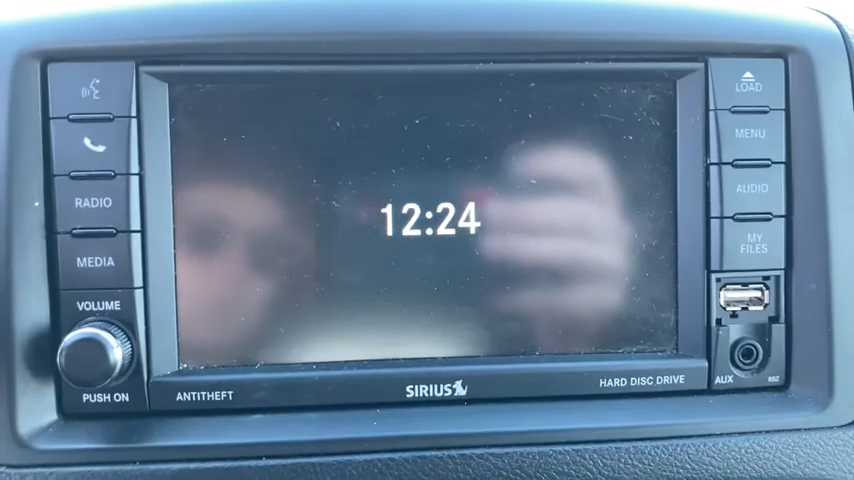 LOAD
MENU
RADIO
AUDIO
12:24
MEDIA
MY
FILES
VOLUME
PUSH ON
ANTITHEFT
SIRIUS
HARD DISC DRIVE
AUX